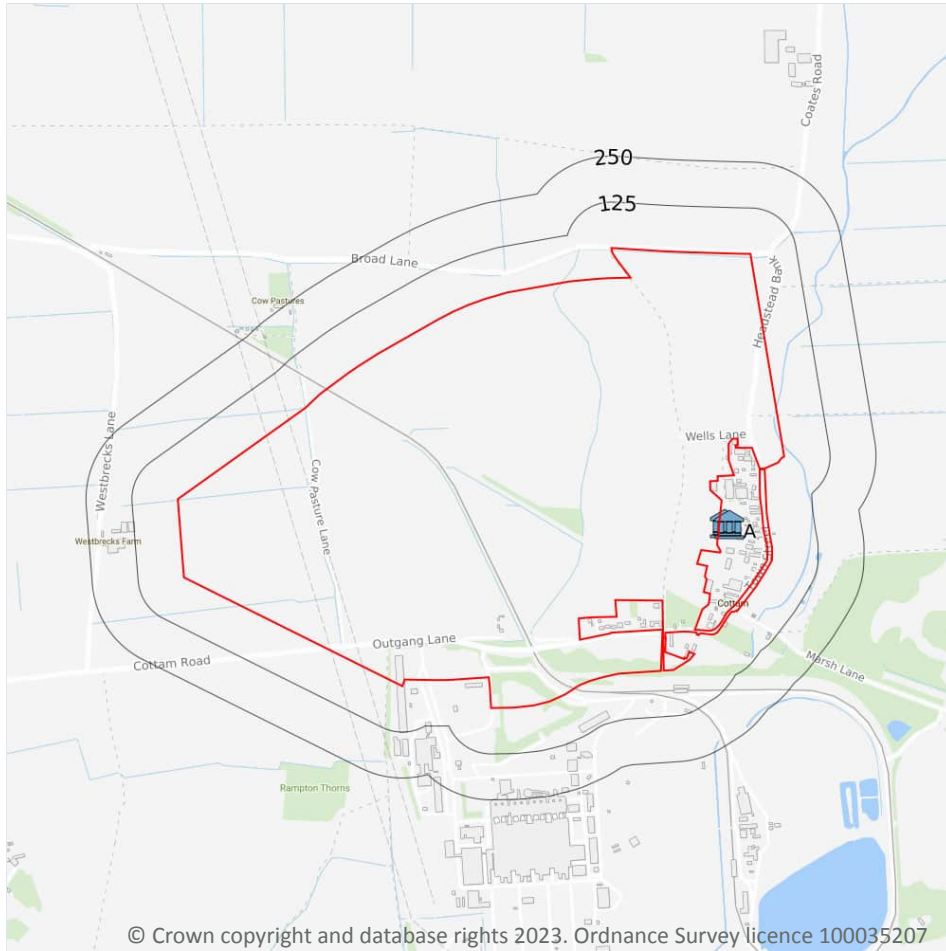 Coates Road
250
125
Broad Lane
Headstead Bank
Cow Pastures
Westbrecks Lane
Wells Lane
Cow Pasture Lane
A
Westbrecks Farm
Cottam
Outgang Lane
Cottam Road
Marsh Lane
Rampton Thorns
© Crown copyright and database rights 2023. Ordnance Survey licence 100035207